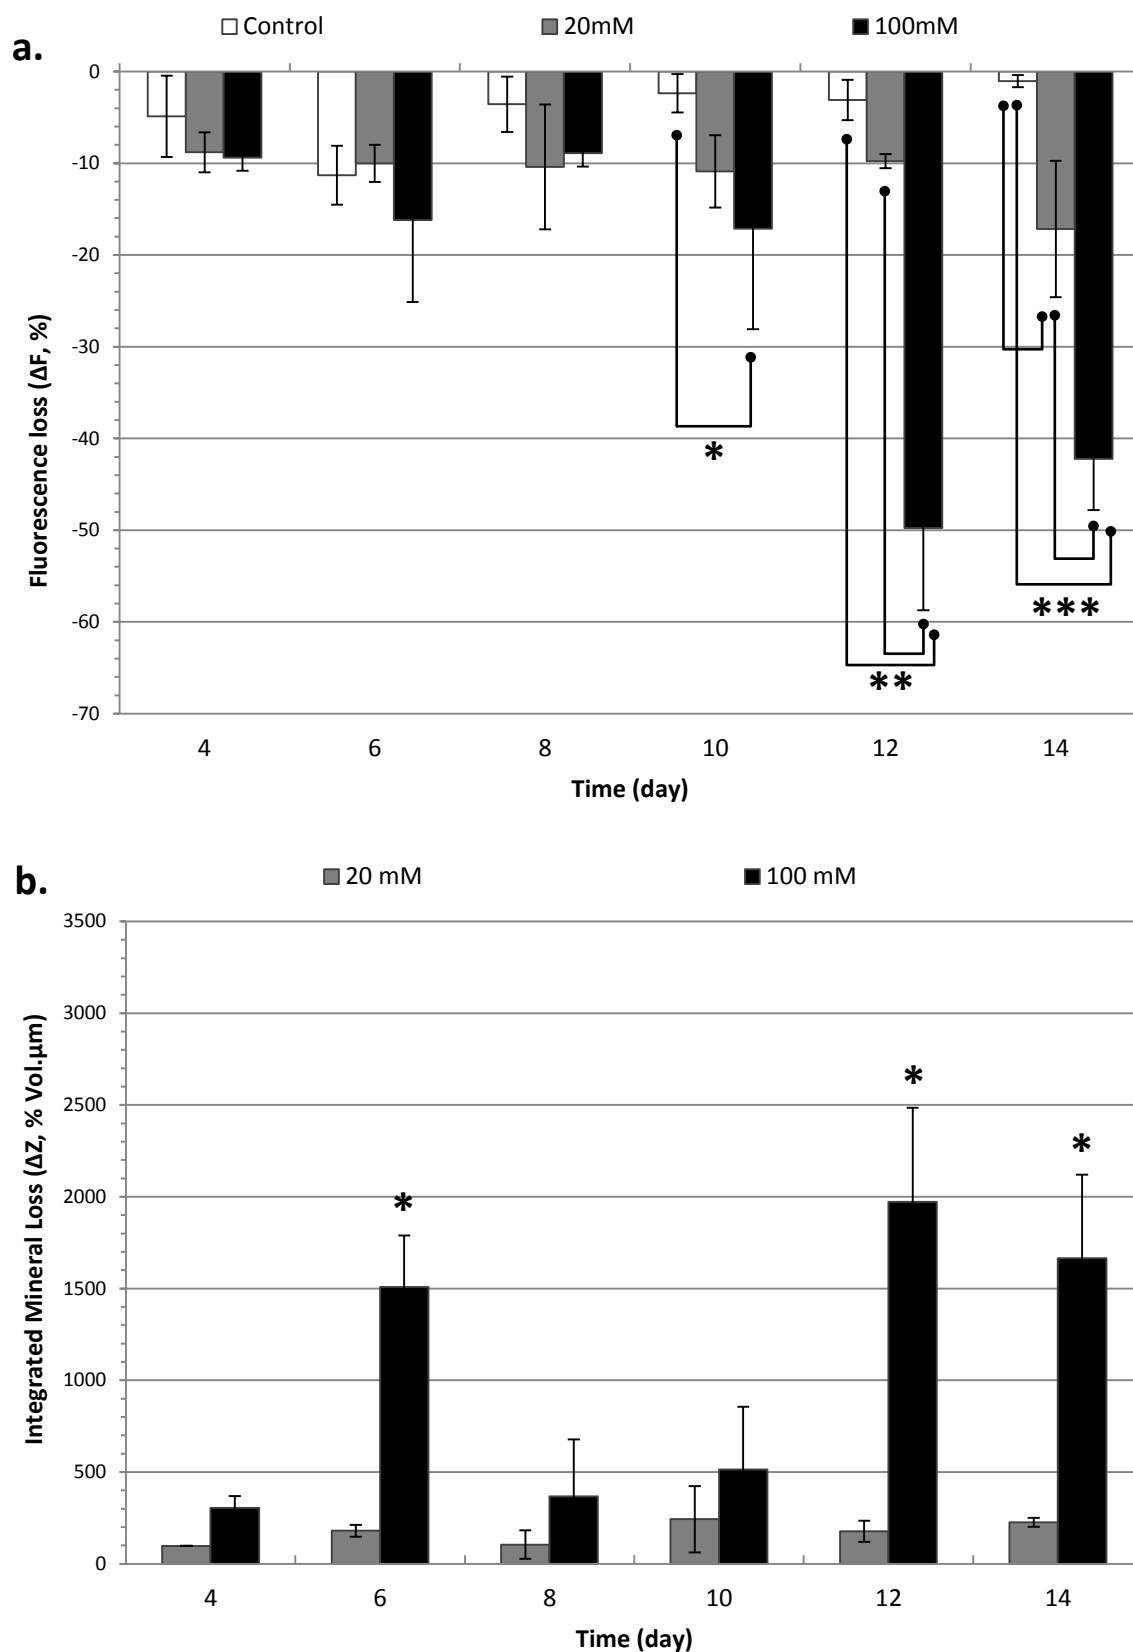 a.
Control 20mM 100mM
0
-10
-20
-30
-40
-50
-60
-70
Fluorescence loss (ΔF, %)
*
**
***
4 6 8 10 12 14
Time (day)
b.
20 mM 100 mM
3500
3000
2500
2000
1500
1000
500
0
Integrated Mineral Loss (ΔZ, % Vol.µm)
*
*
*
4 6 8 10 12 14
Time (day)